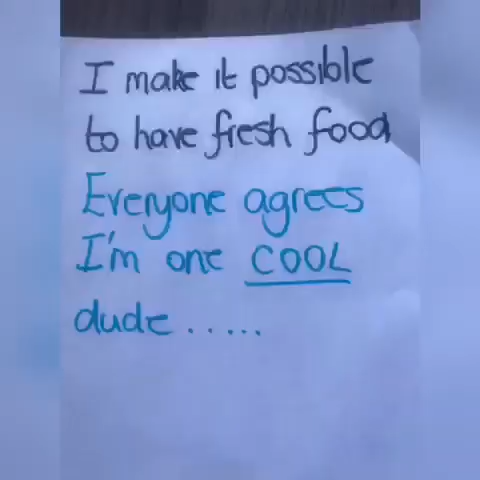 I make it possible
to have fresh food
Everyone agrees
I'm one COOL
dude.....